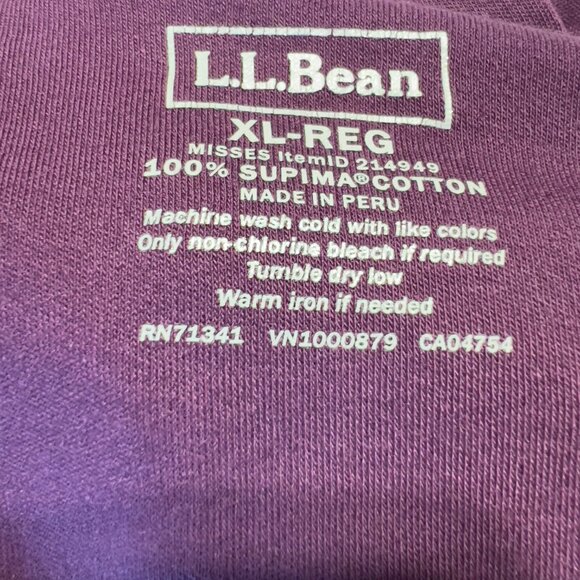 L.L.Bean
XL-REG
MISSES ItemID 214949
100% SUPIMA® COTTON
MADE IN PERU
Machine wash cold with like colors
Only non-chlorine bleach if required
Tumble dry low
Warm iron if needed
RN71341 VN1000879 CA04754